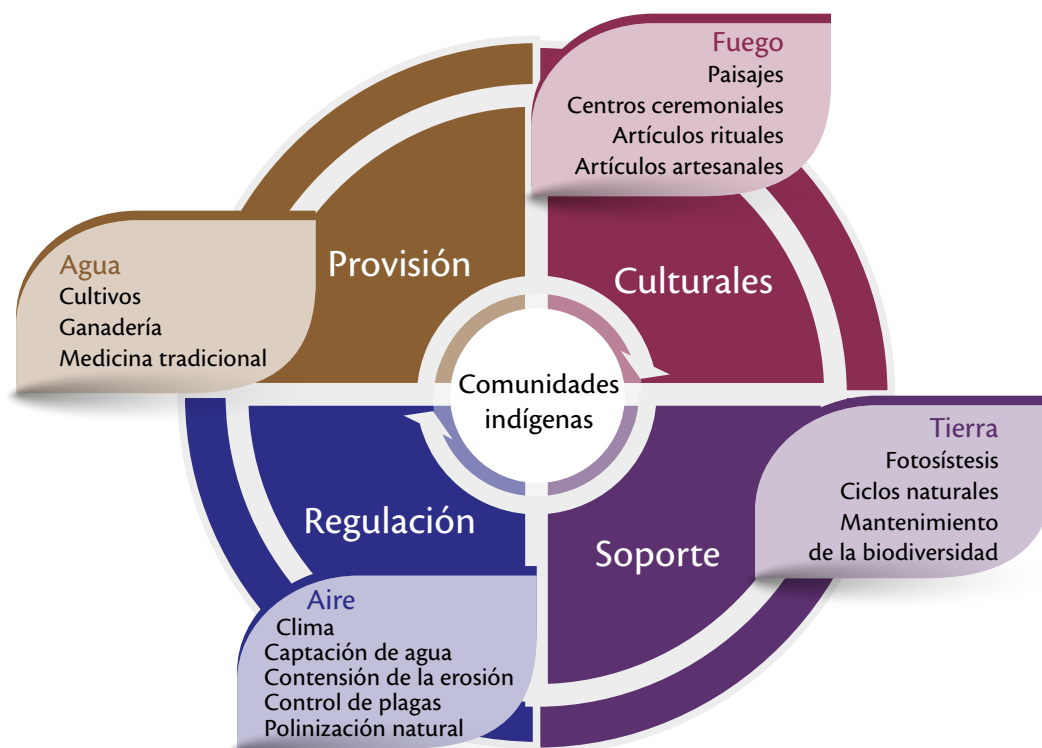 Fuego
Paisajes
Centros ceremoniales
Artículos rituales
Artículos artesanales
Provisión
Agua
Cultivos
Ganadería
Medicina tradicional
Culturales
Comunidades
indígenas
Regulación
Aire
Clima
Captación de agua
Contensión de la erosión
Control de plagas
Polinización natural
Soporte
Tierra
Fotosístesis
Ciclos naturales
Mantenimiento
de la biodiversidad